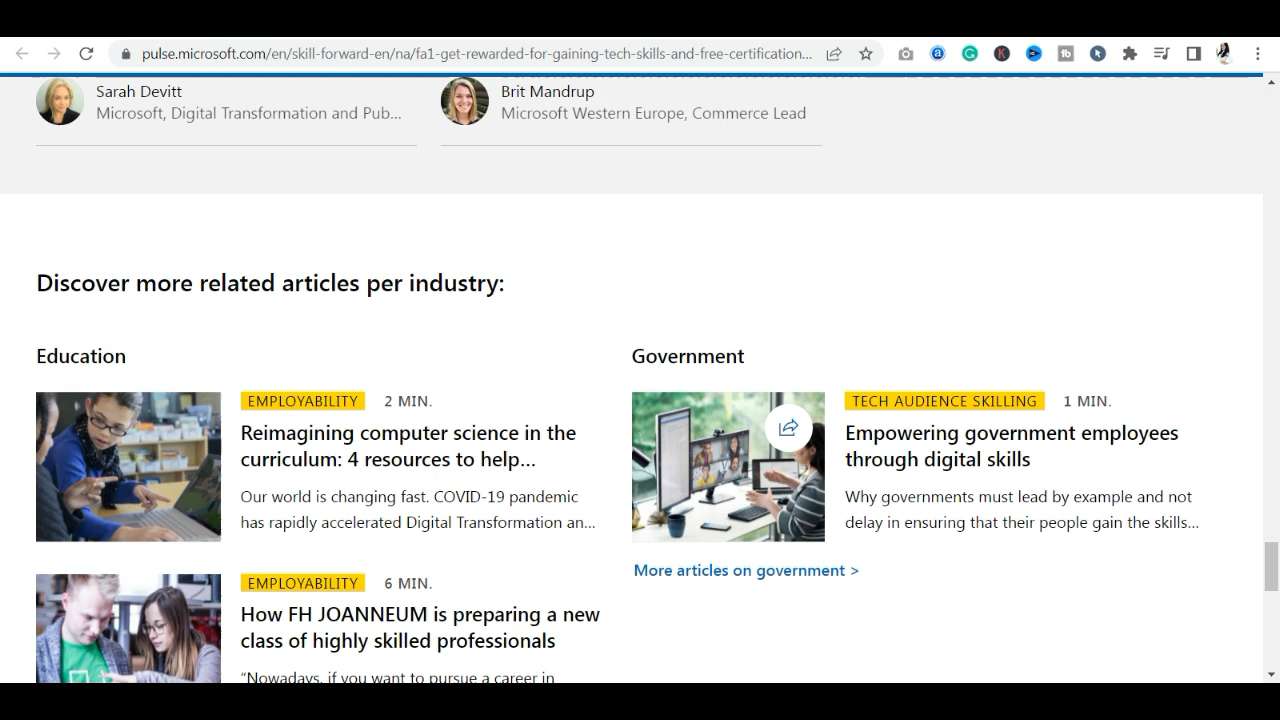 pulse.microsoft.com/en/skill-forward-en/na/fa1-get-rewarded-for-gaining-tech-skills-and-free-certification...
Sarah Devitt
Microsoft, Digital Transformation and Pub...
Brit Mandrup
Microsoft Western Europe, Commerce Lead
Discover more related articles per industry:
Education
EMPLOYABILITY 2 MIN.
Reimagining computer science in the
curriculum: 4 resources to help...
Our world is changing fast. COVID-19 pandemic
has rapidly accelerated Digital Transformation an...
EMPLOYABILITY 6 MIN.
How FH JOANNEUM is preparing a new
class of highly skilled professionals
“Nowadays, if you want to pursue a career in
Government
TECH AUDIENCE SKILLING 1 MIN.
Empowering government employees
through digital skills
Why governments must lead by example and not
delay in ensuring that their people gain the skills...
More articles on government >